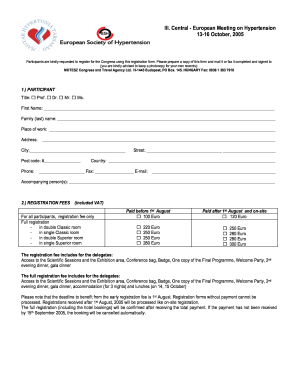 III. Central - European Meeting on Hypertension
13-16 October, 2005
European Society of Hypertension
Participants are kindly requested to register for the Congress using this registration form. Please prepare a copy of this form and mail it or fax it completed and signed to
(you are kindly advised to keep a photocopy for your own records):
MOTESZ Congress and Travel Agency Ltd. H-1443 Budapest, PO Box. 145. HUNGARY Fax: 0036 1 383 7918
1.) PARTICIPANT
Title: Prof. Dr. Mr. Ms.
First Name:
Family (last) name:
Place of work:
Address:
City: Street:
Post code: Country:
Phone: Fax: E-mail:
Accompanying person(s):
2.) REGISTRATION FEES (included VAT)
Paid before 1st August Paid after 1st August and on-site
For all participants, registration fee only 100 Euro 120 Euro
Full registration
- in double Classic room 220 Euro 250 Euro
- in single Classic room 250 Euro 280 Euro
- in double Superior room 250 Euro 280 Euro
- in single Superior room 280 Euro 300 Euro
The registration fee includes for the delegates:
Access to the Scientific Sessions and the Exhibition area, Conference bag, Badge, One copy of the Final Programme, Welcome Party, 2nd
evening dinner, gala dinner
The full registration fee includes for the delegates:
Access to the Scientific Sessions and the Exhibition area, Conference bag, Badge, One copy of the Final Programme, Welcome Party, 2nd
evening dinner, gala dinner, accommodation (for 3 nights) and lunches (on 14, 15 October)
Please note that the deadline to benefit from the early registration fee is 1st August. Registration forms without payment cannot be
processed. Registrations received after 1st August, 2005 will be processed like on-site registration.
The full registration (including the hotel bookings) will be confirmed after receiving the total payment. If the payment has not been received
by 15th September 2005, the booking will be cancelled automatically.